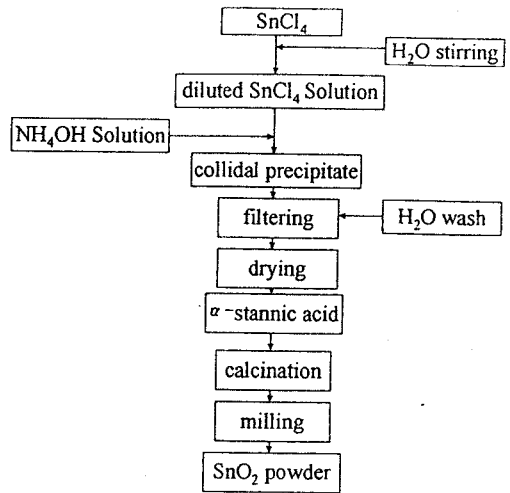 SnCl₄
H₂O stirring
diluted SnCl₄ Solution
NH₄OH Solution
collidal precipitate
filtering
H₂O wash
drying
α-stannic acid
calcination
milling
SnO₂ powder